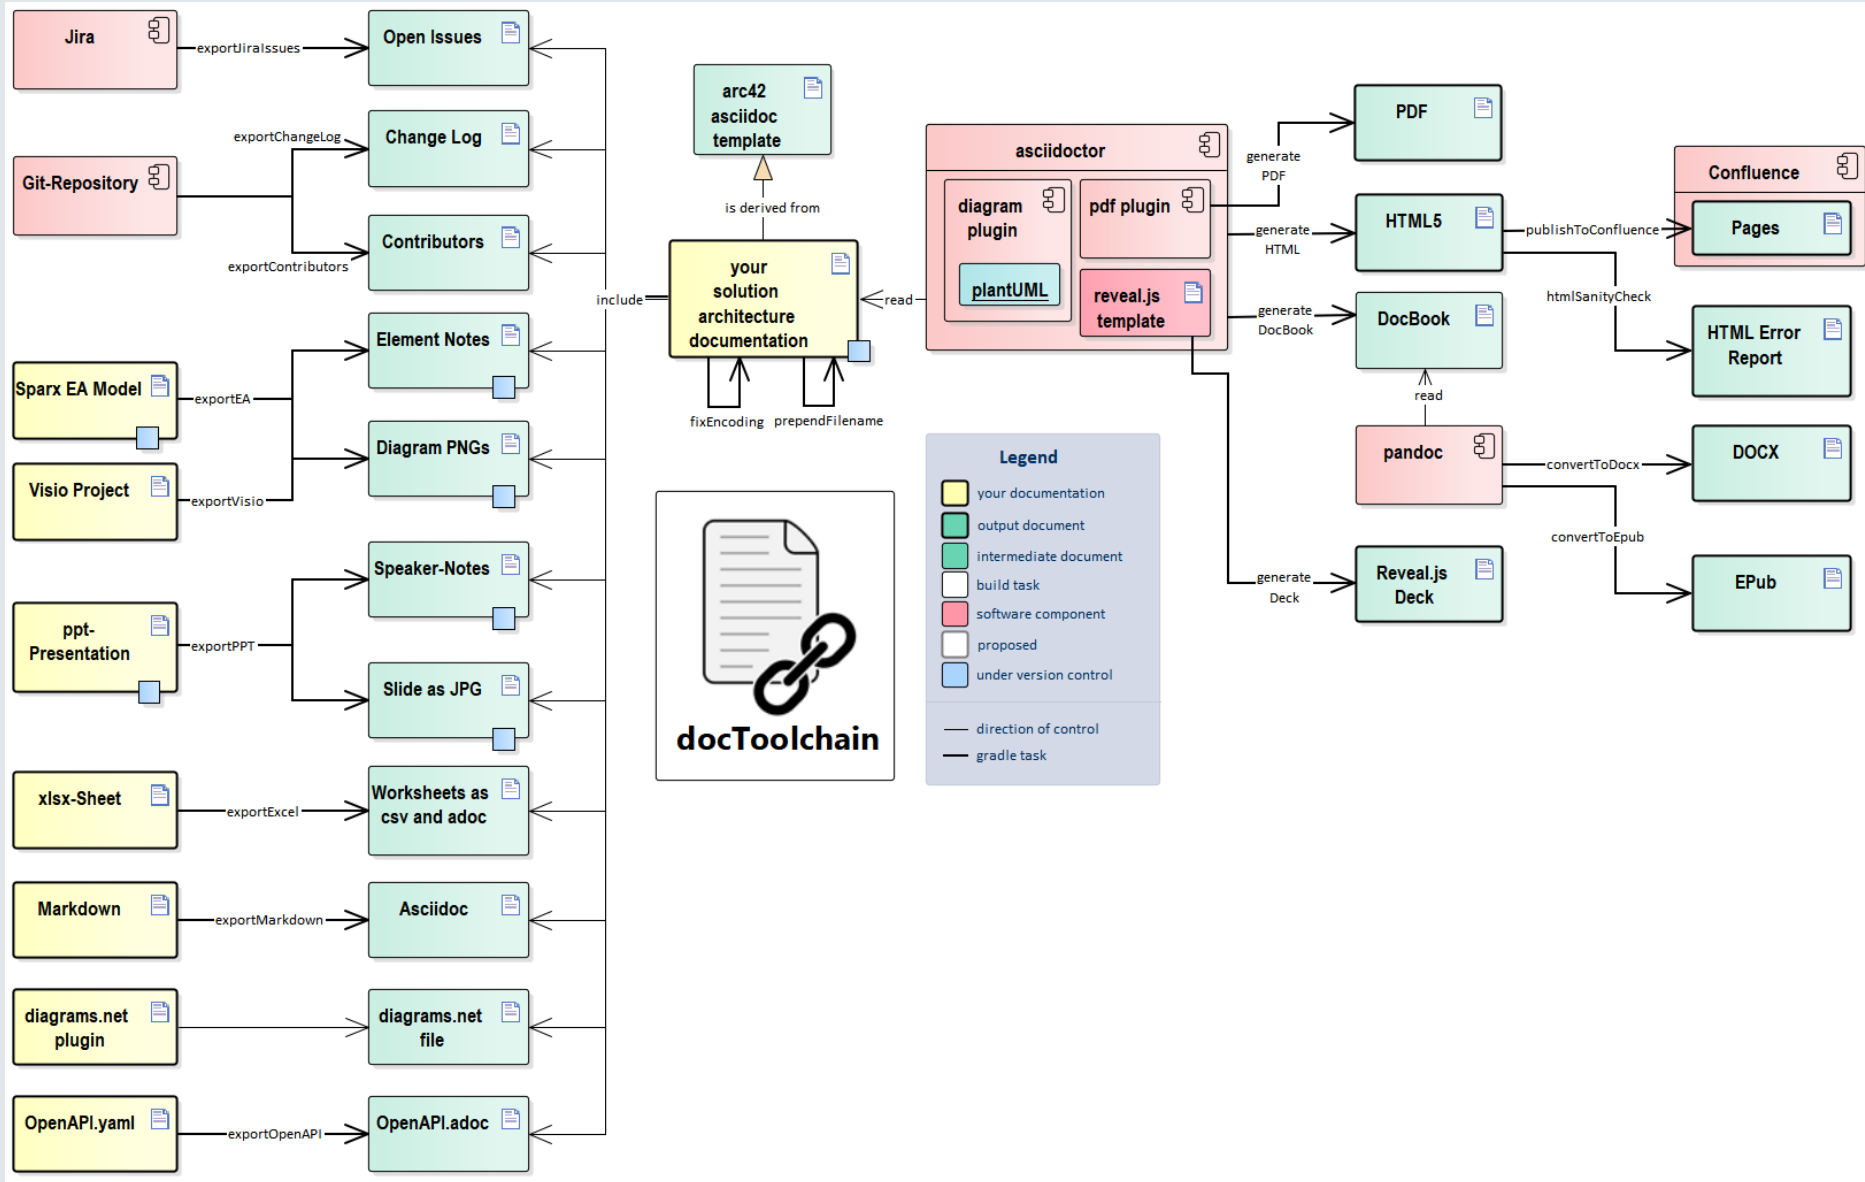 Jira
exportJiraIssues
Open Issues
Git-Repository
exportChangeLog
Change Log
exportContributors
Contributors
Sparx EA Model
exportEA
Element Notes
Visio Project
exportVisio
Diagram PNGs
ppt-
Presentation
exportPPT
Speaker-Notes
Slide as JPG
xlsx-Sheet
exportExcel
Worksheets as
csv and adoc
Markdown
exportMarkdown
Asciidoc
diagrams.net
plugin
diagrams.net
file
OpenAPI.yaml
exportOpenAPI
OpenAPI.adoc
include
arc42
asciidoc
template
is derived from
your
solution
architecture
documentation
fixEncoding
prependFilename
read
asciidoctor
diagram
plugin
plantUML
pdf plugin
reveal.js
template
generate
PDF
generate
HTML
generate
DocBook
generate
Deck
PDF
HTML5
DocBook
read
pandoc
Reveal.js
Deck
publishToConfluence
htmlSanityCheck
convertToDocx
convertToEpub
Confluence
Pages
HTML Error
Report
DOCX
EPub
docToolchain
Legend
your documentation
output document
intermediate document
build task
software component
proposed
under version control
direction of control
gradle task